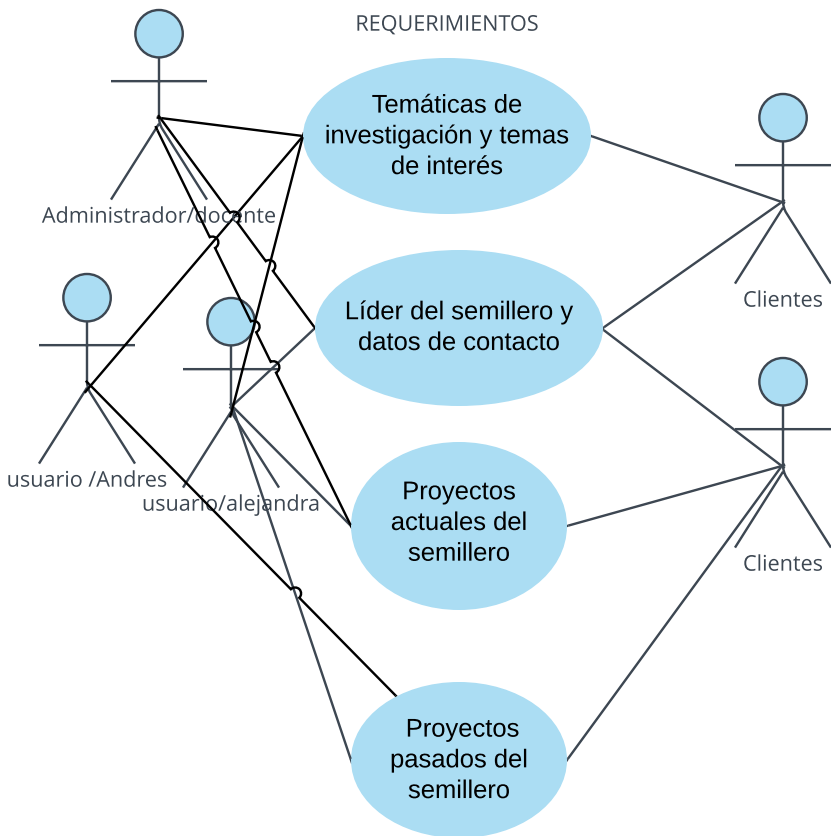 REQUERIMIENTOS
Temáticas de
investigación y temas
de interés
Administrador/docente
Clientes
Líder del semillero y
datos de contacto
usuario /Andres
usuario/alejandra
Proyectos
actuales del
semillero
Clientes
Proyectos
pasados del
semillero